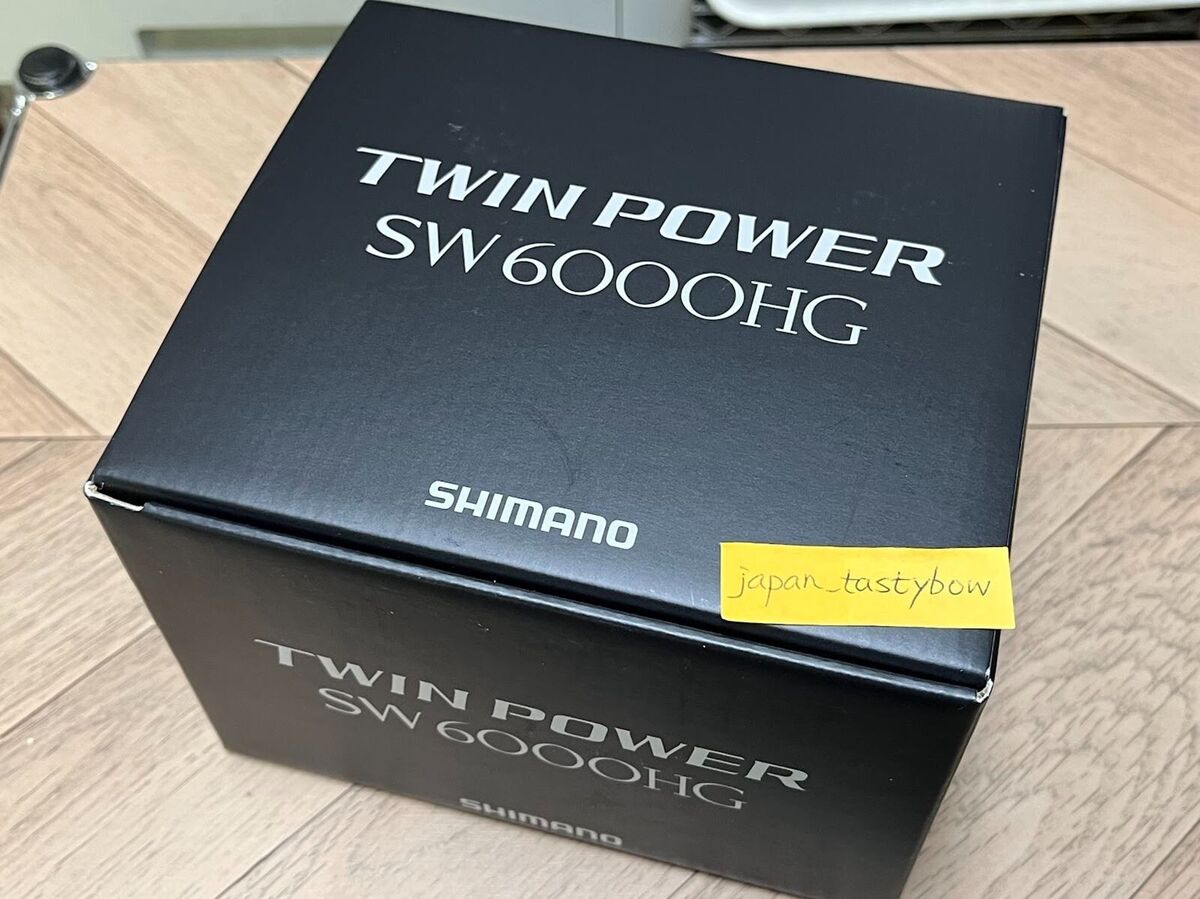 TWIN POWER
SW 6000HG
SHIMANO
japan_tastybow
TWIN POWER
SW 6000HG
SHIMANO